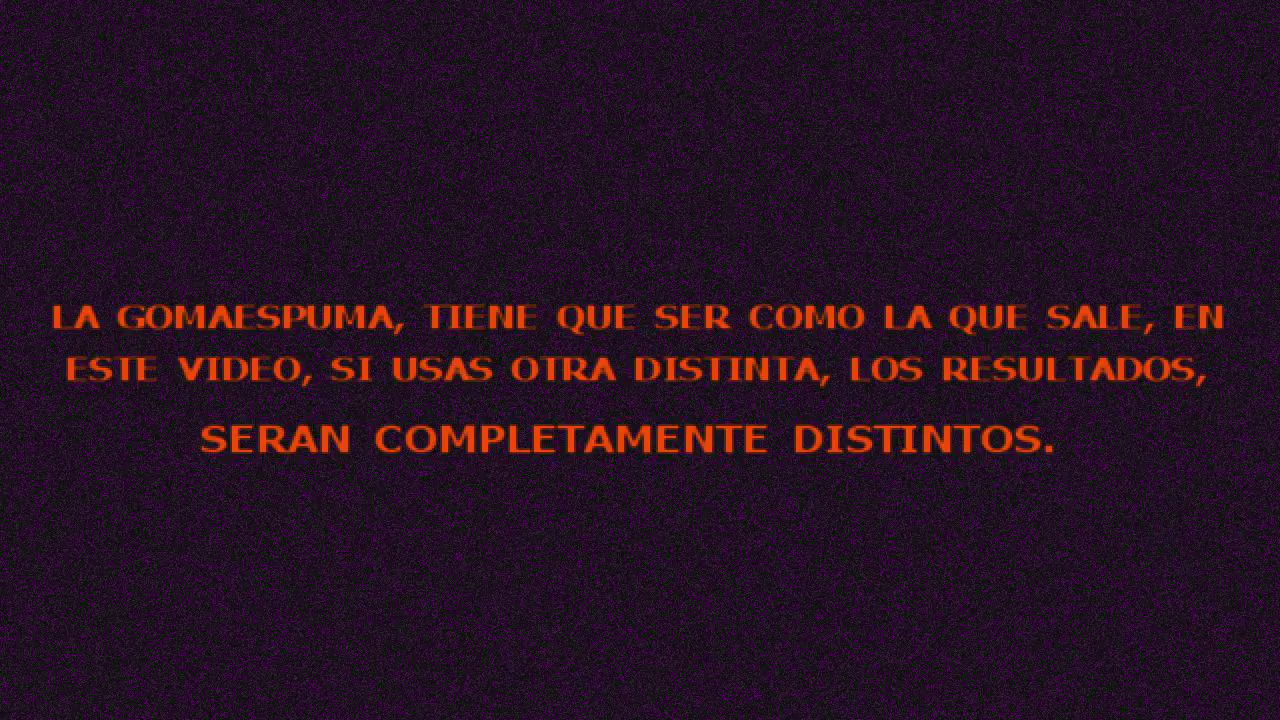 LA GOMAESPUMA, TIENE QUE SER COMO LA QUE SALE, EN
ESTE VIDEO, SI USAS OTRA DISTINTA, LOS RESULTADOS,
SERAN COMPLETAMENTE DISTINTOS.